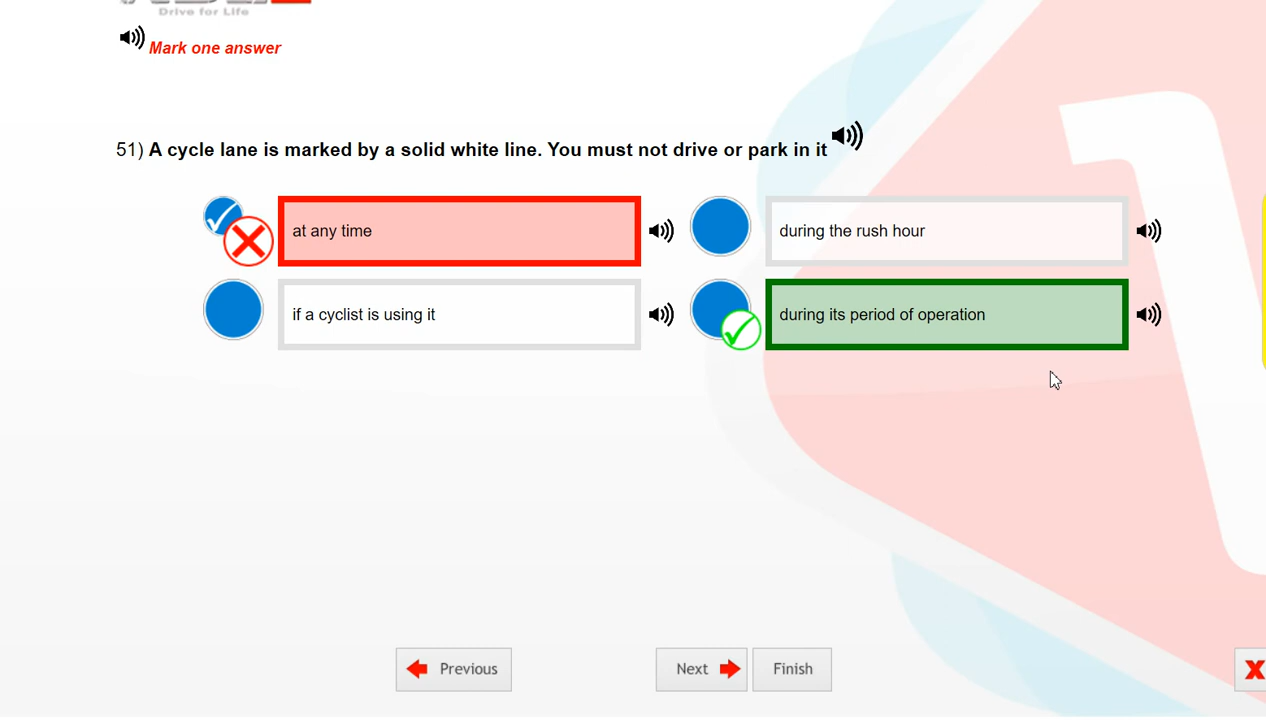 Drive for Life
Mark one answer
51) A cycle lane is marked by a solid white line. You must not drive or park in it
at any time
during the rush hour
if a cyclist is using it
during its period of operation
Previous
Next
Finish
X